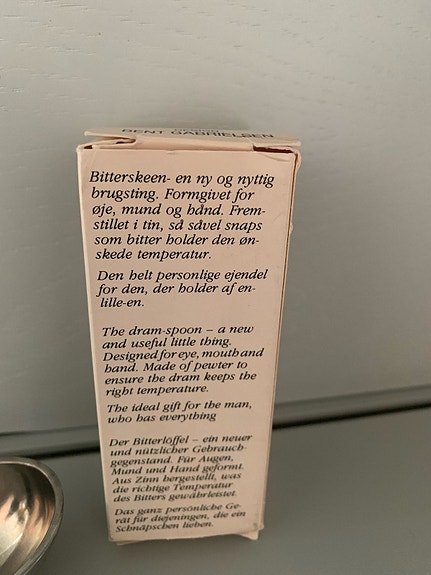 BENT GABRIELSEN
Bitterskeen- en ny og nyttig
brugsting. Formgivet for
øje, mund og hånd. Frem-
stillet i tin, så såvel snaps
som bitter holder den øn-
skede temperatur.
Den helt personlige ejendel
for den, der holder af en-
lille-en.
The dram-spoon – a new
and useful little thing.
Designed for eye, mouth and
hand. Made of pewter to
ensure the dram keeps the
right temperature.
The ideal gift for the man,
who has everything
Der Bitterlöffel – ein neuer
und nützlicher Gebrauch-
gegenstand. Für Augen,
Mund und Hand geformt.
Aus Zinn hergestellt, was
die richtige Temperatur
des Bitters gewährleistet.
Das ganz persönliche Ge-
rät für diejeningen, die ein
Schnäpschen lieben.